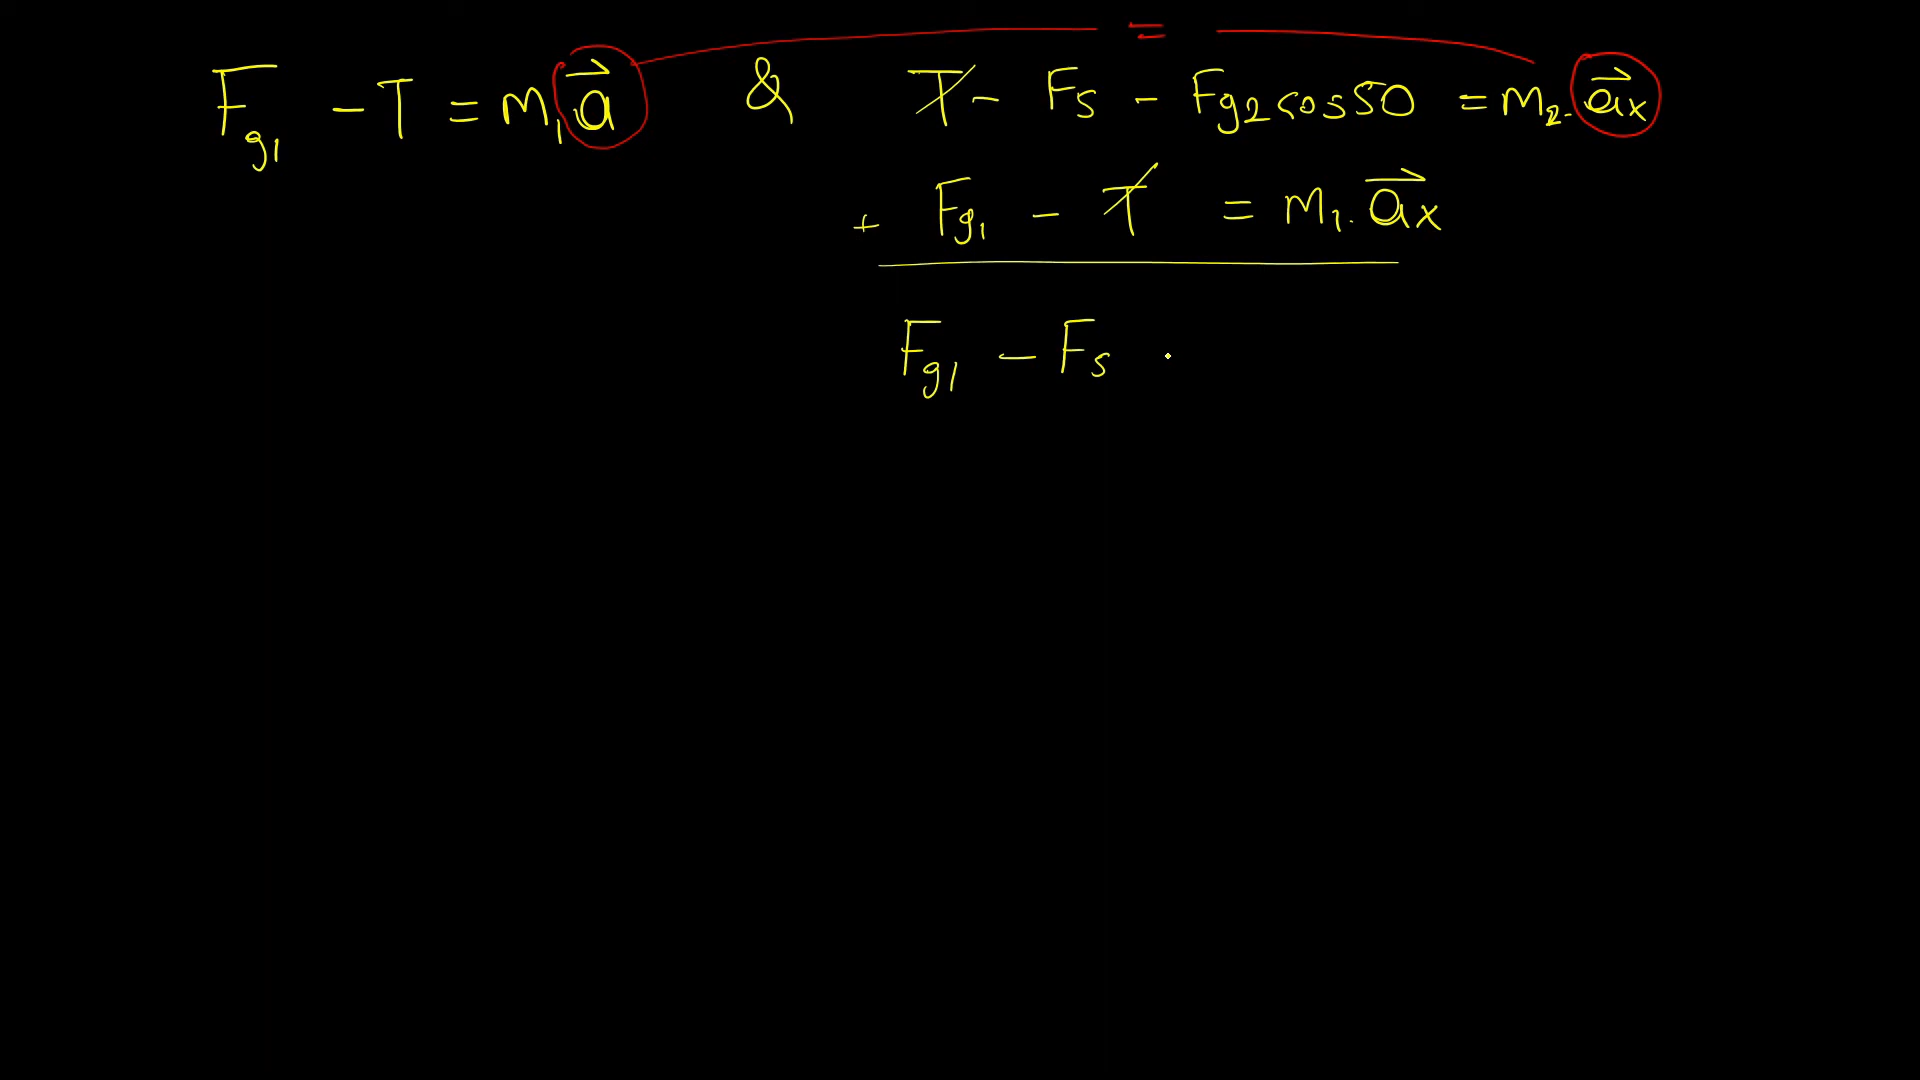 =
Fg1 - T = m1 a⃗ & T - Fs - Fg2 cos50 = m2. a⃗x
+ Fg1 - T = m1. a⃗x
Fg1 - Fs